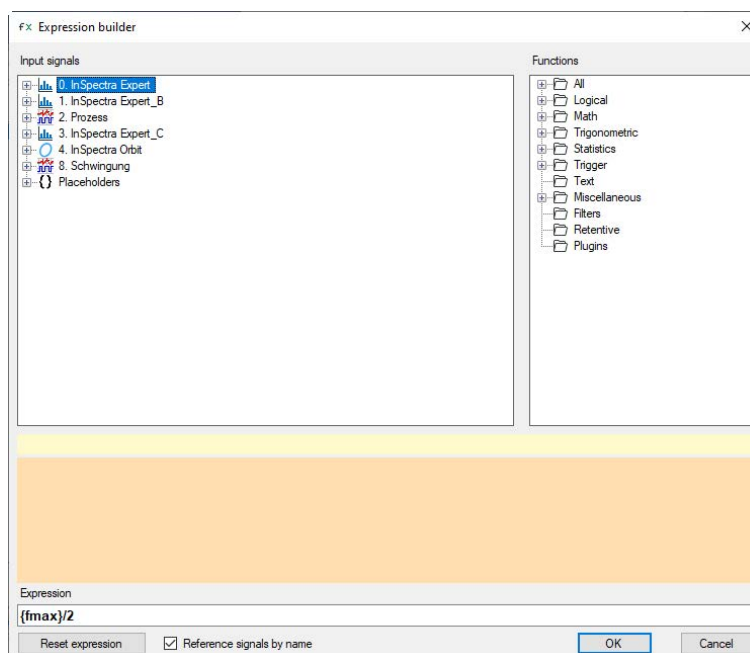 fx Expression builder
Input signals
Functions
0. InSpectra Expert
1. InSpectra Expert_B
2. Prozess
3. InSpectra Expert_C
4. InSpectra Orbit
8. Schwingung
{} Placeholders
All
Logical
Math
Trigonometric
Statistics
Trigger
Text
Miscellaneous
Filters
Retentive
Plugins
Expression
{fmax}/2
Reset expression
Reference signals by name
OK
Cancel